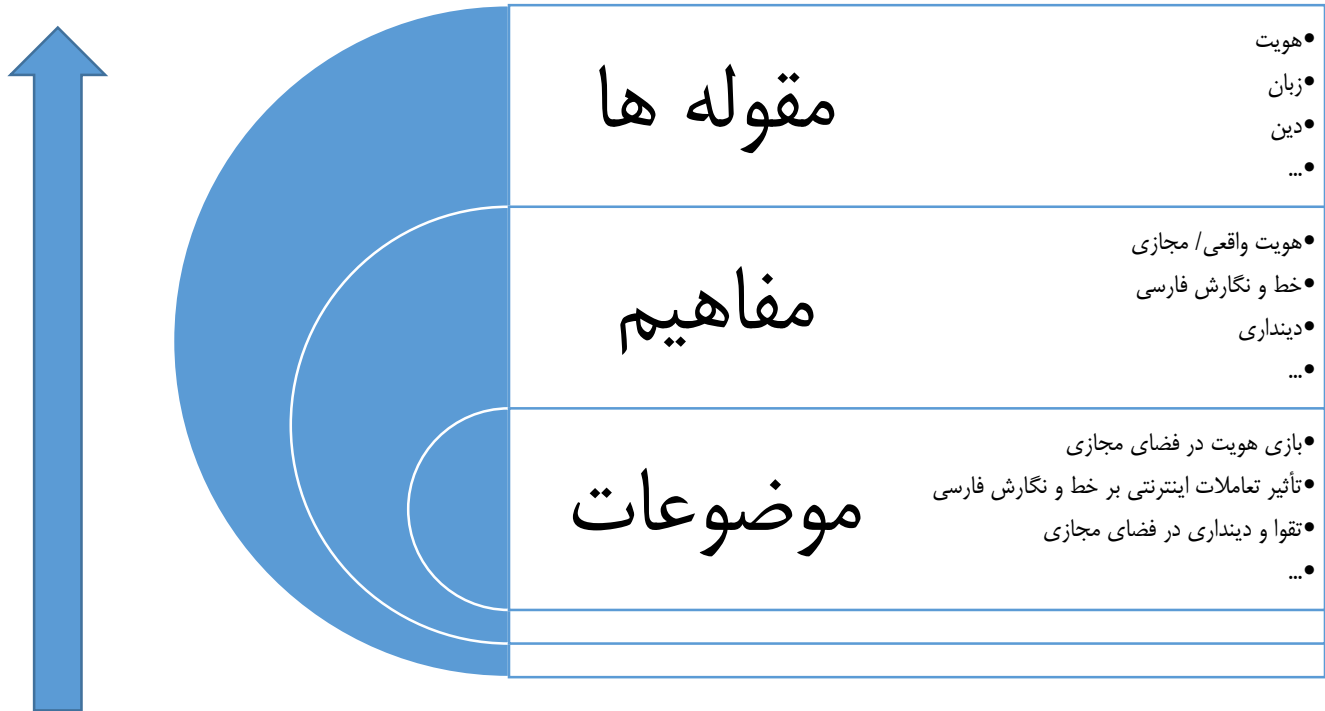 مقوله ها
•هویت
•زبان
•دین
•...
مفاهیم
•هویت واقعی/ مجازی
•خط و نگارش فارسی
•دینداری
•...
موضوعات
•بازی هویت در فضای مجازی
•تأثیر تعاملات اینترنتی بر خط و نگارش فارسی
•تقوا و دینداری در فضای مجازی
•...